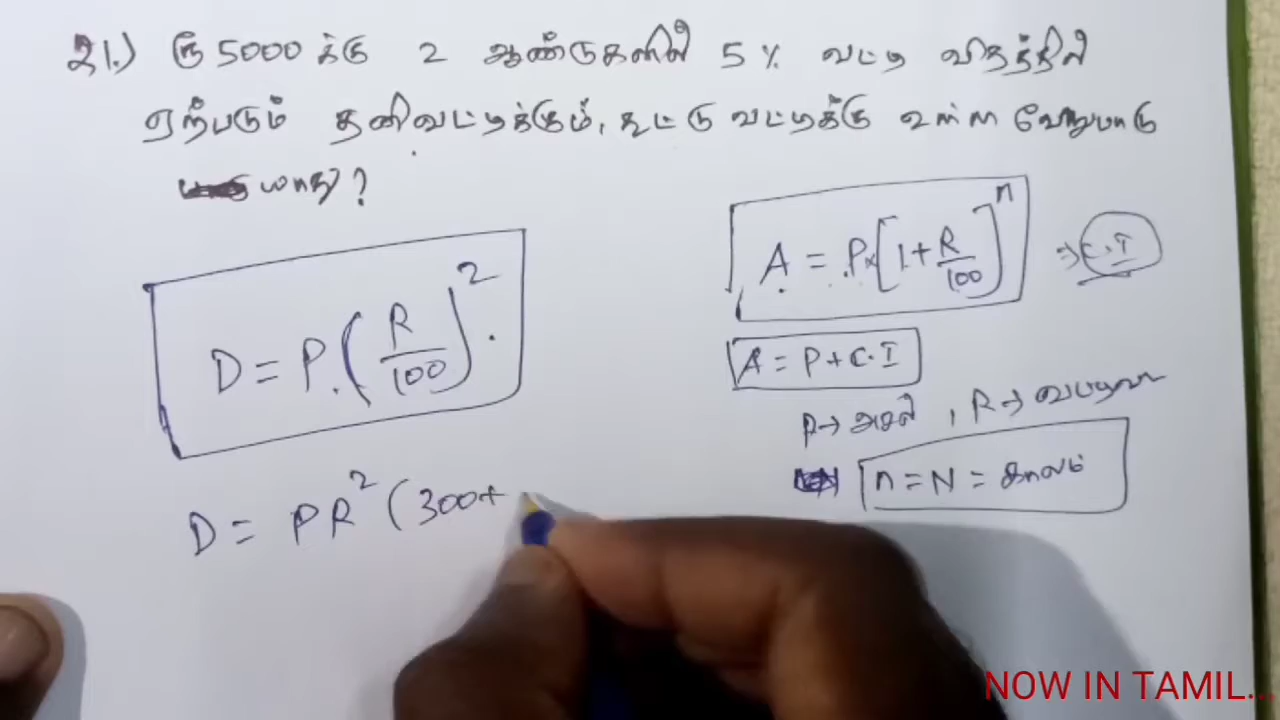 21.) ரூ 5000 க்கு 2 ஆண்டுகளில் 5% வட்டி விதத்தில்
ஏற்படும் தனிவட்டிக்கும், கூட்டு வட்டிக்கு உள்ள வேறுபாடு
யாது?
A = P×[1+R/100]^n ⇒ C.I
D = P.(R/100)^2.
A = P+C.I
P→ அசல் , R→
n = N = காலம்
D = PR^2 (300+
NOW IN TAMIL...